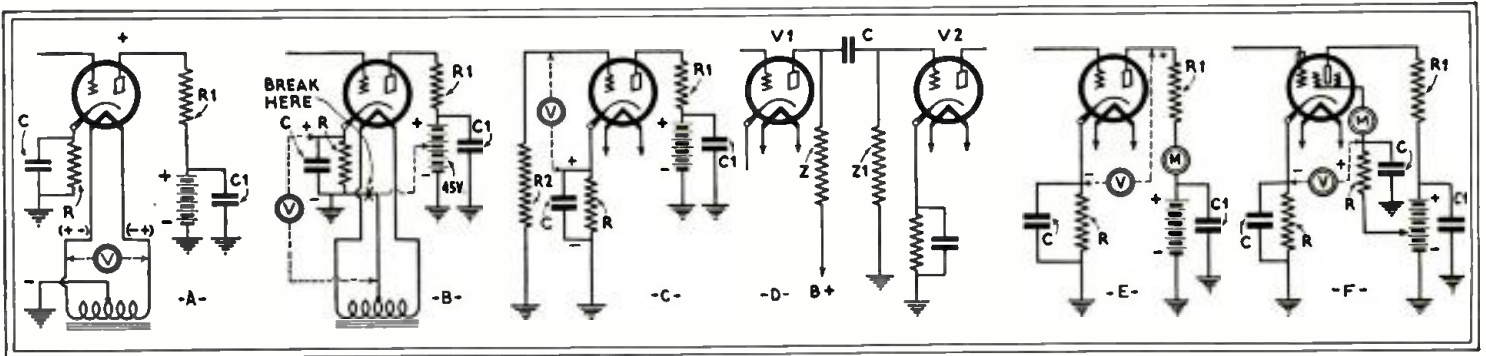 +
R1
C
R
+
-
C1
(+ -)
(- +)
V
-
-A-
BREAK
HERE
C
+
R
R1
+
-
45V
C1
V
-
-B-
V
R2
+
C
R
-
R1
+
-
C1
-C-
V1
C
V2
Z
Z1
-D-
B+
+
R1
M
-
V
C
R
+
-
C1
-E-
R1
M
-
V
+
C
R
C
R
+
-
C1
-F-